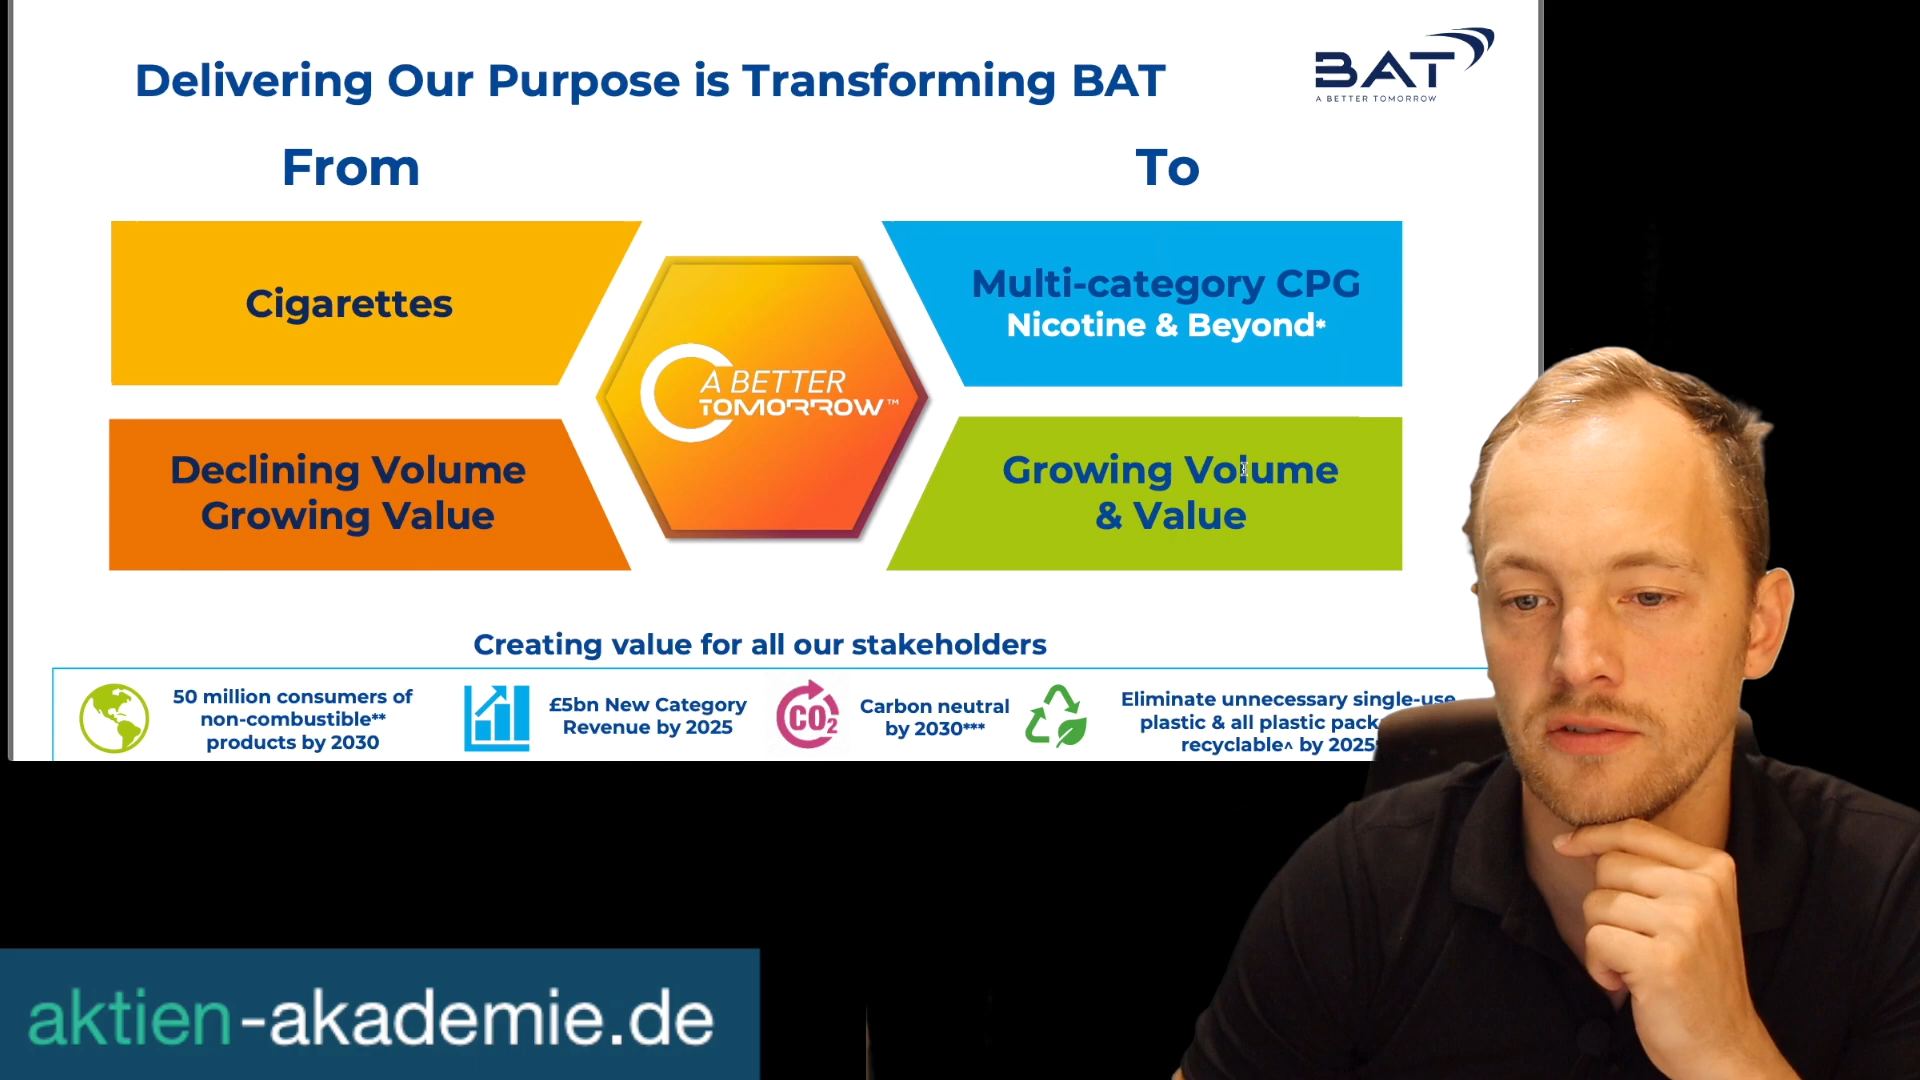 Delivering Our Purpose is Transforming BAT
BAT
A BETTER TOMORROW
From
To
Cigarettes
Multi-category CPG
Nicotine & Beyond*
A BETTER
TOMORROW™
Declining Volume
Growing Value
Growing Volume
& Value
Creating value for all our stakeholders
50 million consumers of
non-combustible**
products by 2030
£5bn New Category
Revenue by 2025
CO2
Carbon neutral
by 2030***
Eliminate unnecessary single-use
plastic & all plastic
recyclable^ by 2025
aktien-akademie.de